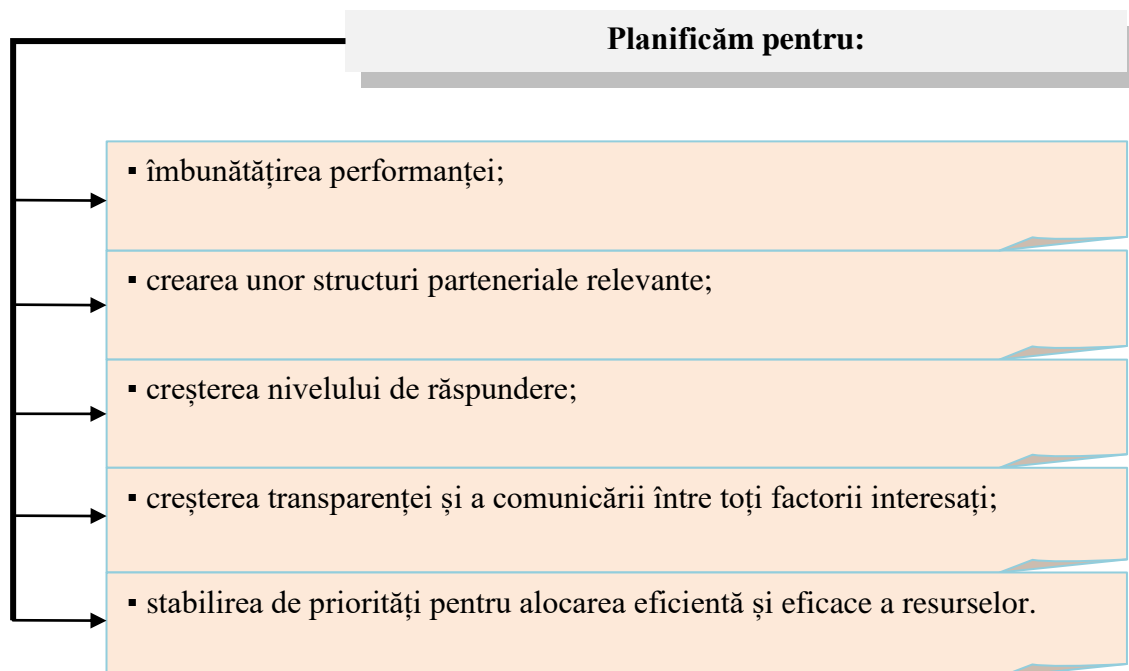 Planificăm pentru:
▪ îmbunătățirea performanței;
▪ crearea unor structuri parteneriale relevante;
▪ creșterea nivelului de răspundere;
▪ creșterea transparenței și a comunicării între toți factorii interesați;
▪ stabilirea de priorități pentru alocarea eficientă și eficace a resurselor.